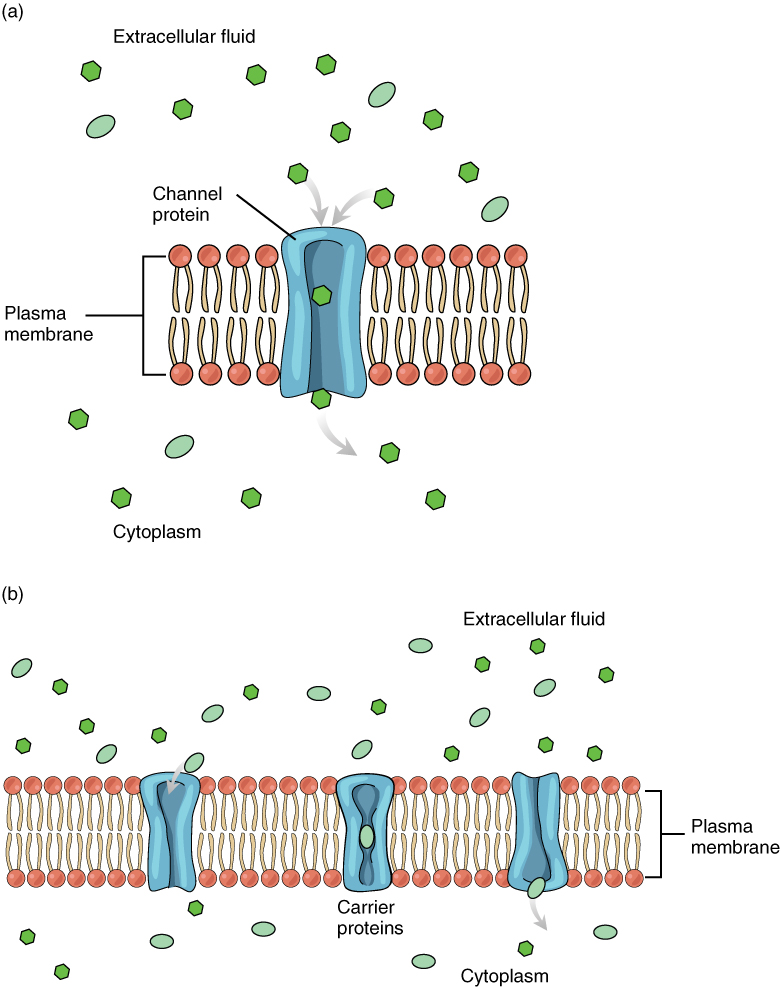 (a)
Extracellular fluid
Channel
protein
Plasma
membrane
Cytoplasm
(b)
Extracellular fluid
Plasma
membrane
Carrier
proteins
Cytoplasm